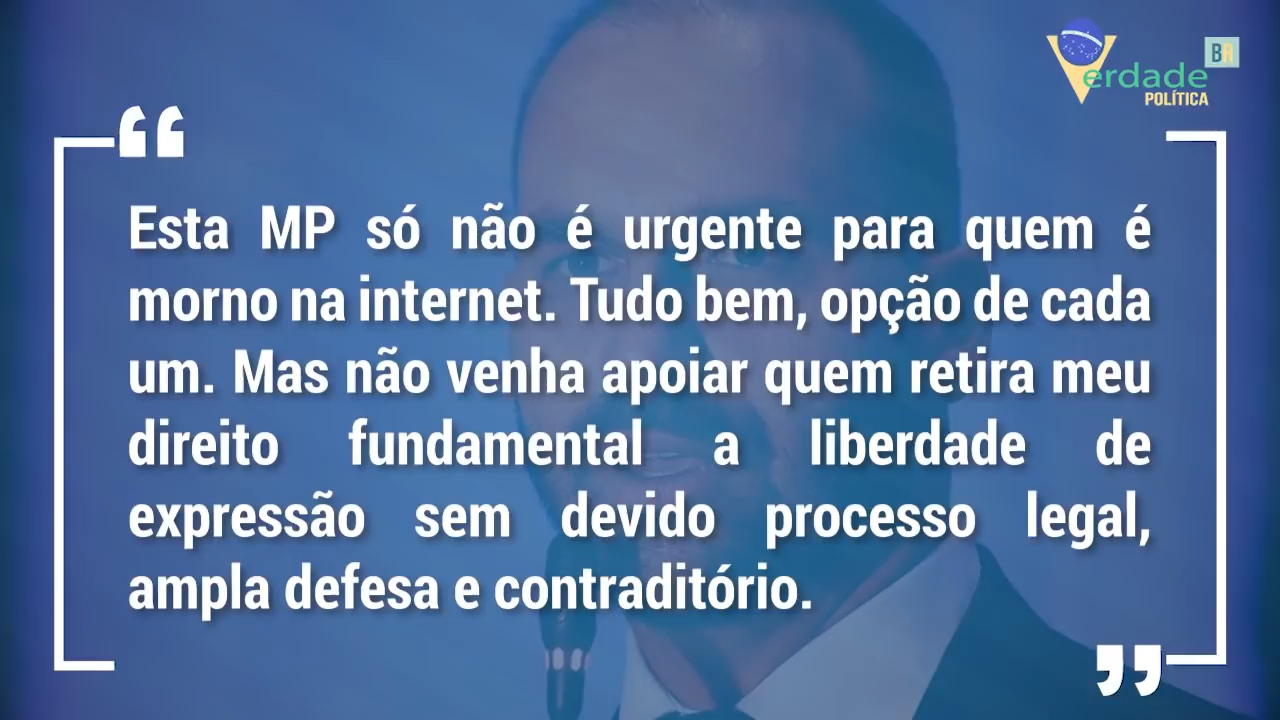 BR
erdade
POLÍTICA
“
Esta MP só não é urgente para quem é
morno na internet. Tudo bem, opção de cada
um. Mas não venha apoiar quem retira meu
direito fundamental a liberdade de
expressão sem devido processo legal,
ampla defesa e contraditório.
”